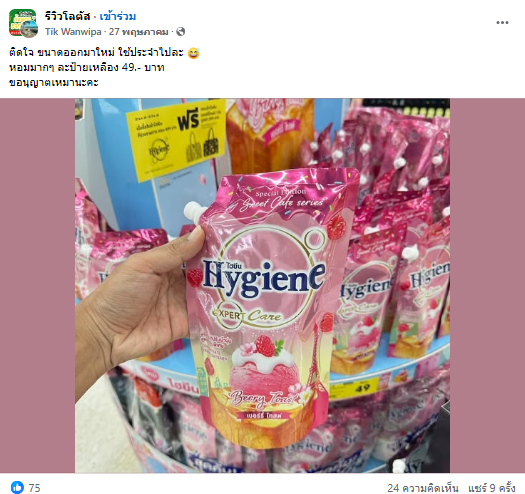 รีวิวโลตัส · เข้าร่วม
Tik Wanwipa · 27 พฤษภาคม ·
ติดใจ ขนาดออกมาใหม่ ใช้ประจำไปละ 😅
หอมมากๆ ละป้ายเหลือง 49.- บาท
ขอนุญาตเหมานะคะ
ฟรี
Special Edition
Sweet Cafe series
ไฮยีน
Hygiene
EXPERT Care
Berry Toast
เบอร์รี่ โทสต์
Hygiene
Hygiene
ไฮยีน
49
75
24 ความคิดเห็น แชร์ 9 ครั้ง